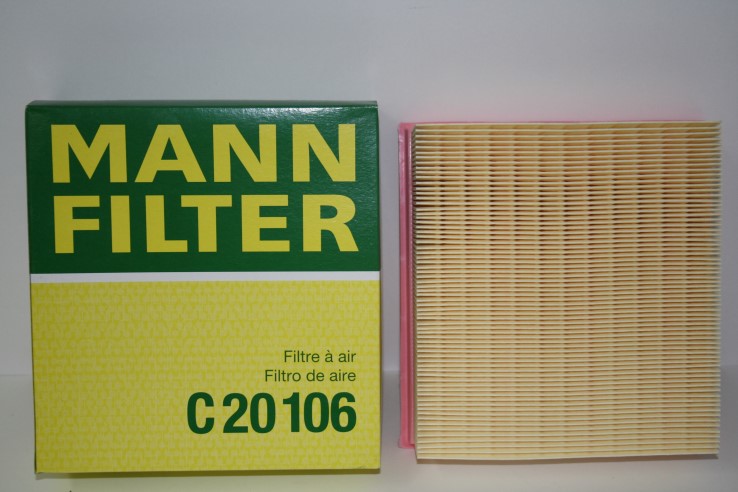 MANN
FILTER
Filtre à air
Filtro de aire
C 20 106